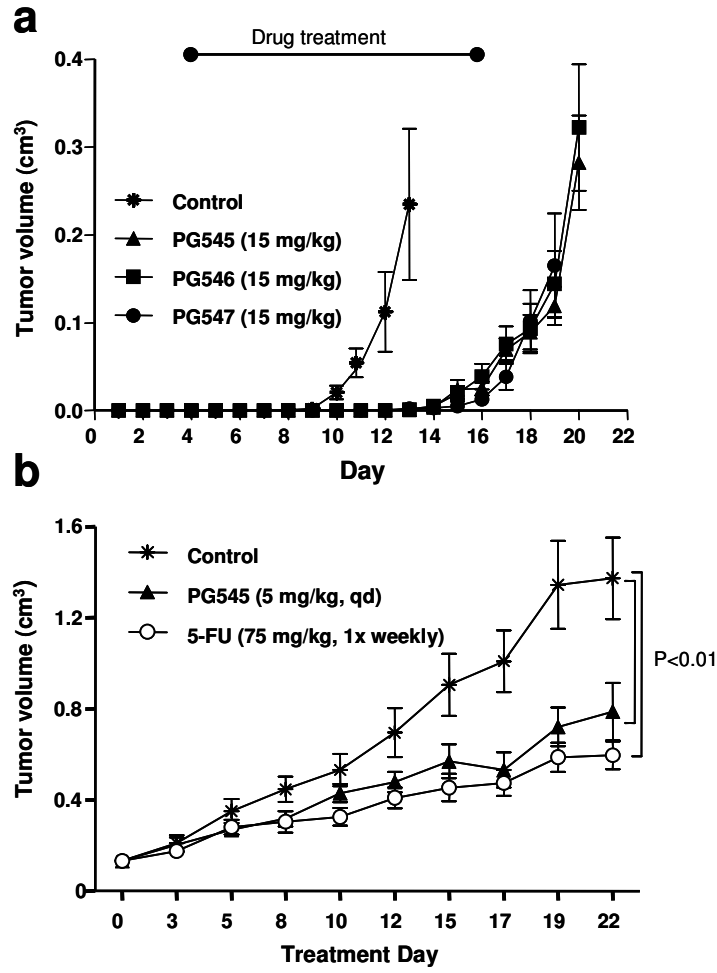 a
Drug treatment
0.4
0.3
0.2
0.1
0.0
Tumor volume (cm³)
Control
PG545 (15 mg/kg)
PG546 (15 mg/kg)
PG547 (15 mg/kg)
0 2 4 6 8 10 12 14 16 18 20 22
Day
b
1.6
1.2
0.8
0.4
0
Tumor volume (cm³)
Control
PG545 (5 mg/kg, qd)
5-FU (75 mg/kg, 1x weekly)
P<0.01
0 3 5 8 10 12 15 17 19 22
Treatment Day